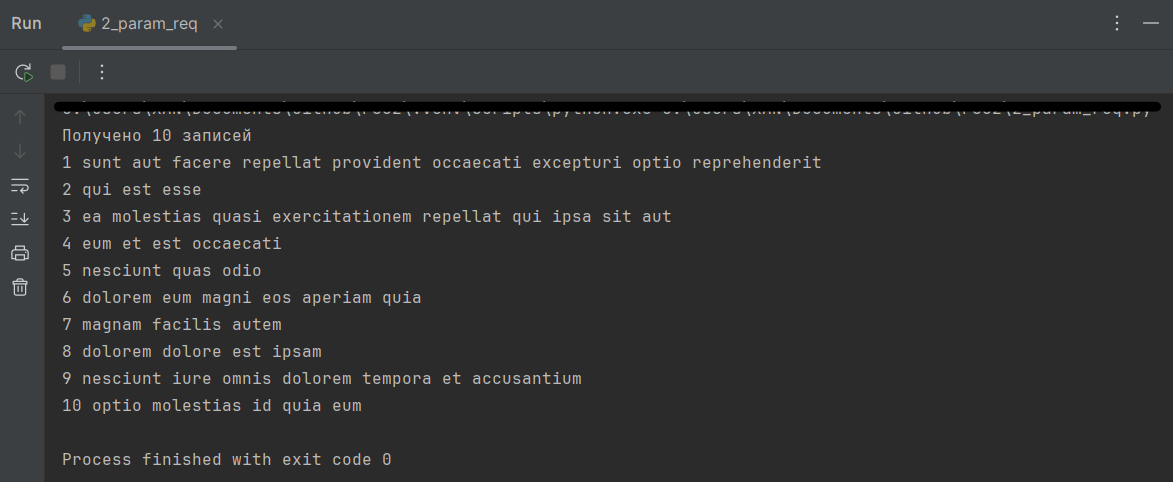 Run
2_param_req
Получено 10 записей
1 sunt aut facere repellat provident occaecati excepturi optio reprehenderit
2 qui est esse
3 ea molestias quasi exercitationem repellat qui ipsa sit aut
4 eum et est occaecati
5 nesciunt quas odio
6 dolorem eum magni eos aperiam quia
7 magnam facilis autem
8 dolorem dolore est ipsam
9 nesciunt iure omnis dolorem tempora et accusantium
10 optio molestias id quia eum
Process finished with exit code 0